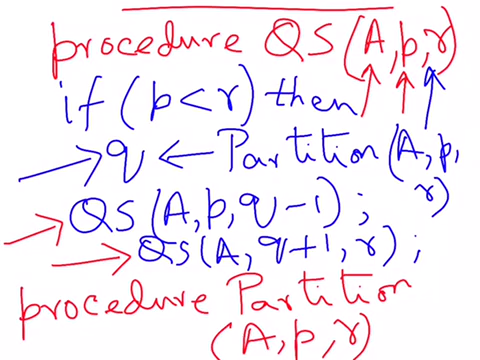 procedure QS (A, p, r)
if (p < r) then
q ← Partition (A, p, r)
QS (A, p, q - 1) ;
QS (A, q + 1, r) ;
procedure Partition
(A, p, r)